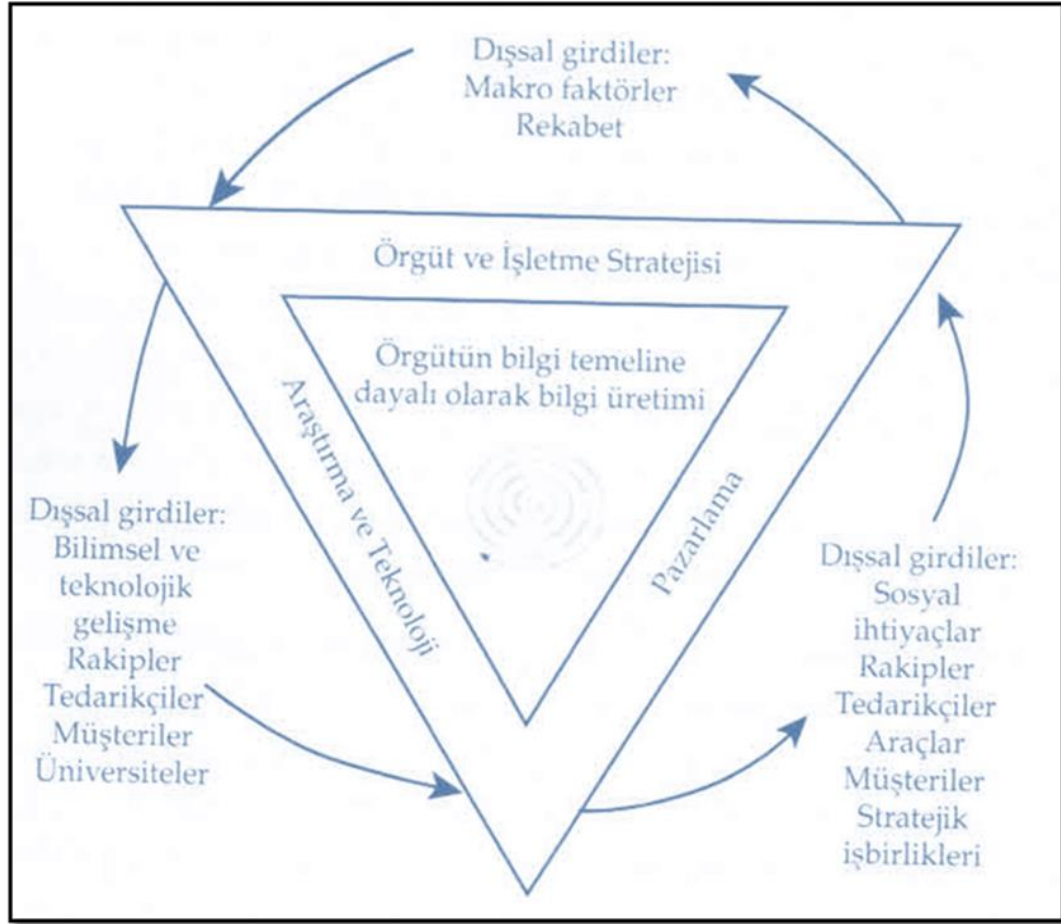 Dışsal girdiler:
Makro faktörler
Rekabet
Örgüt ve İşletme Stratejisi
Örgütün bilgi temeline
dayalı olarak bilgi üretimi
Araştırma ve Teknoloji
Pazarlama
Dışsal girdiler:
Bilimsel ve
teknolojik
gelişme
Rakipler
Tedarikçiler
Müşteriler
Üniversiteler
Dışsal girdiler:
Sosyal
ihtiyaçlar
Rakipler
Tedarikçiler
Araçlar
Müşteriler
Stratejik
işbirlikleri